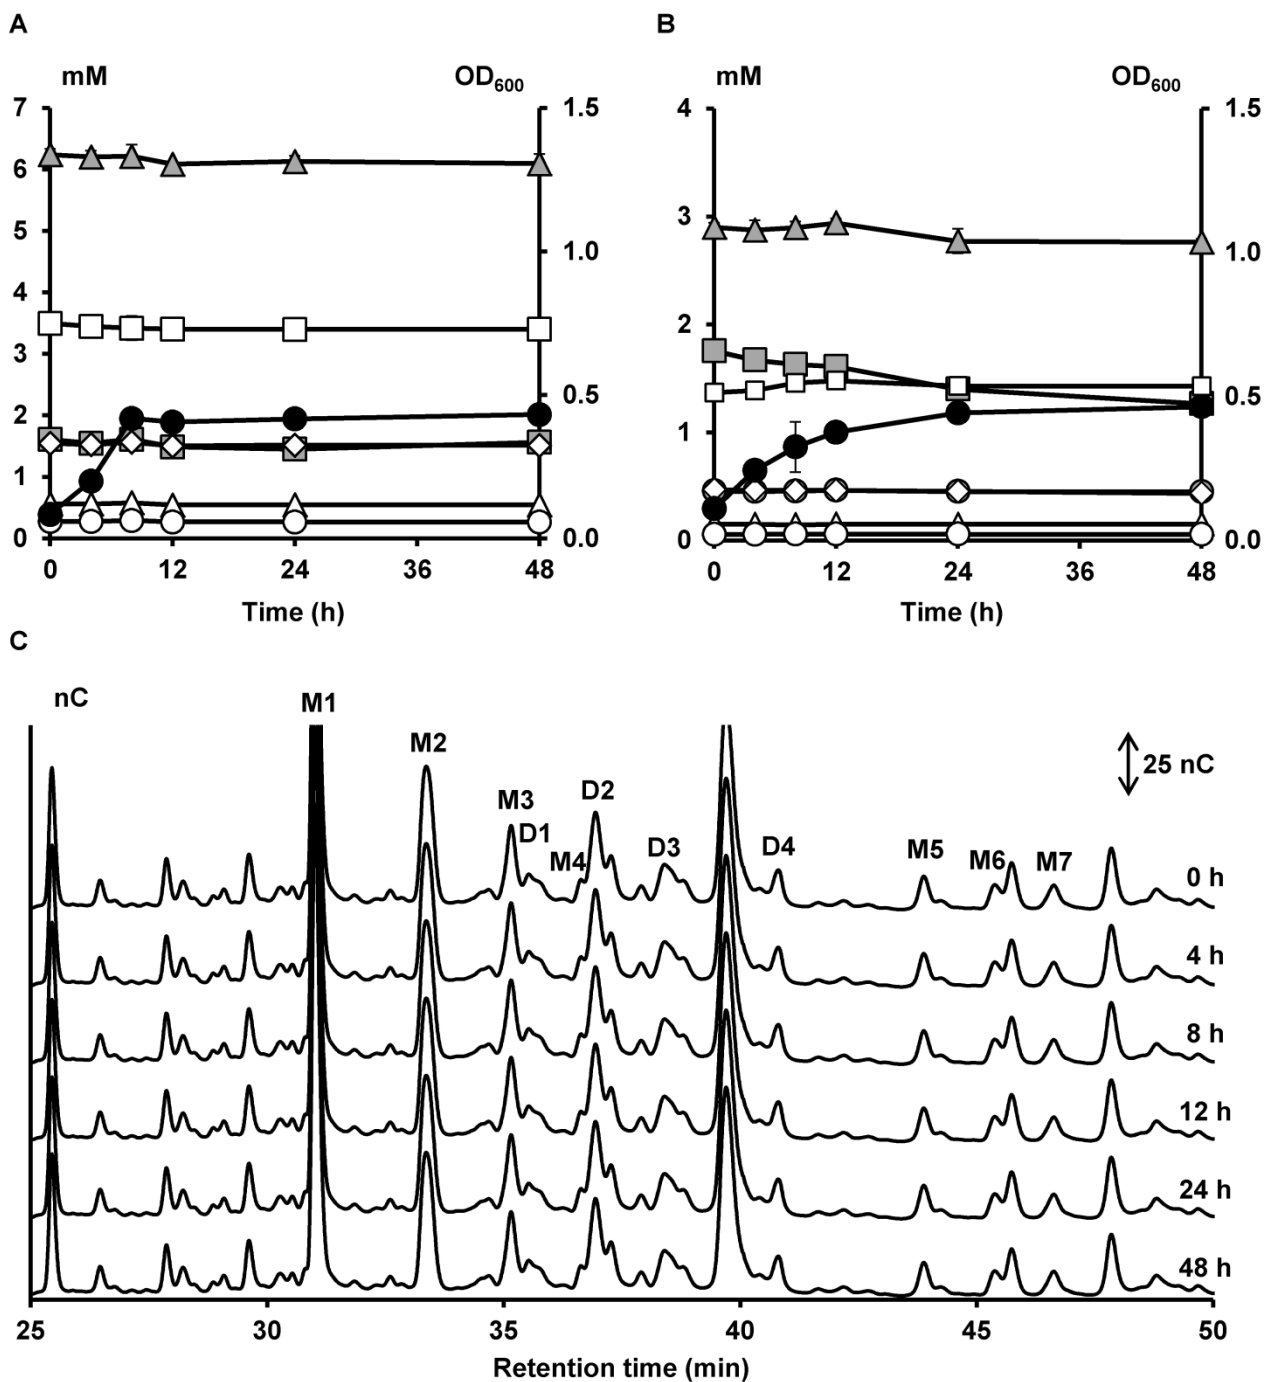 A
B
mM
OD600
mM
OD600
7
6
5
4
3
2
1
0
1.5
1.0
0.5
0.0
0
12
24
36
48
Time (h)
4
3
2
1
0
1.5
1.0
0.5
0.0
0
12
24
36
48
Time (h)
C
nC
M1
M2
M3
D1
M4
D2
D3
D4
M5
M6
M7
25 nC
0 h
4 h
8 h
12 h
24 h
48 h
25
30
35
40
45
50
Retention time (min)